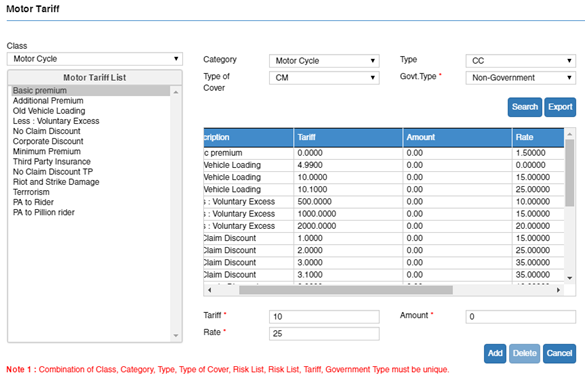 Motor Tariff
Class
Motor Cycle
Motor Tariff List
Basic premium
Additional Premium
Old Vehicle Loading
Less : Voluntary Excess
No Claim Discount
Corporate Discount
Minimum Premium
Third Party Insurance
No Claim Discount TP
Riot and Strike Damage
Terrrorism
PA to Rider
PA to Pillion rider
Category Motor Cycle Type CC
Type of Cover CM Govt.Type * Non-Government
Search Export
cription Tariff Amount Rate
c premium 0.0000 0.00 1.50000
Vehicle Loading 4.9900 0.00 0.00000
Vehicle Loading 10.0000 0.00 15.00000
Vehicle Loading 10.1000 0.00 25.00000
s : Voluntary Excess 500.0000 0.00 10.00000
s : Voluntary Excess 1000.0000 0.00 15.00000
s : Voluntary Excess 2000.0000 0.00 20.00000
Claim Discount 1.0000 0.00 15.00000
Claim Discount 2.0000 0.00 25.00000
Claim Discount 3.0000 0.00 35.00000
Claim Discount 3.1000 0.00 35.00000
Tariff * 10 Amount * 0
Rate * 25
Add Delete Cancel
Note 1 : Combination of Class, Category, Type, Type of Cover, Risk List, Risk List, Tariff, Government Type must be unique.